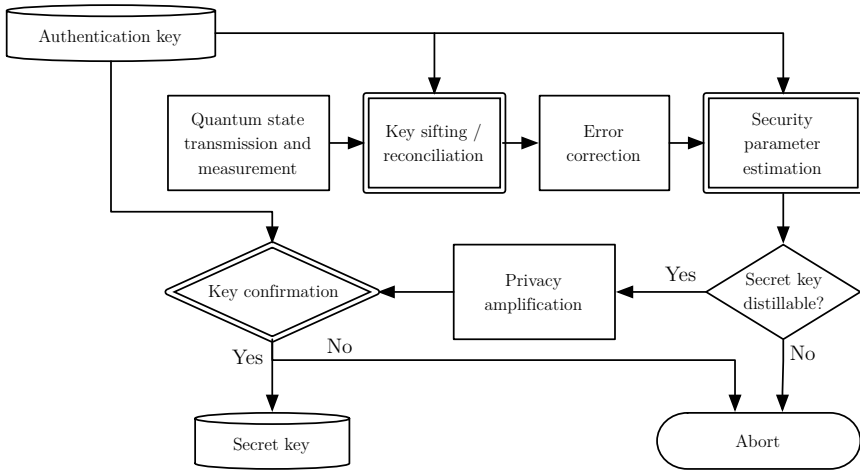 Authentication key
Quantum state
transmission and
measurement
Key sifting /
reconciliation
Error
correction
Security
parameter
estimation
Key confirmation
Privacy
amplification
Yes
Secret key
distillable?
Yes
No
No
Secret key
Abort